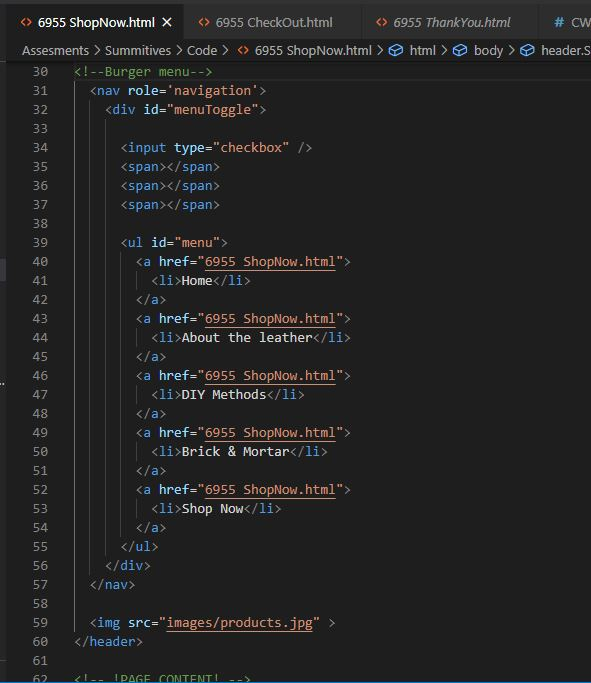 6955 ShopNow.html
6955 CheckOut.html
6955 ThankYou.html
CW
Assesments > Summitives > Code > 6955 ShopNow.html > html > body > header.S
30 <!--Burger menu-->
31 <nav role='navigation'>
32 <div id="menuToggle">
33
34 <input type="checkbox" />
35 <span></span>
36 <span></span>
37 <span></span>
38
39 <ul id="menu">
40 <a href="6955 ShopNow.html">
41 <li>Home</li>
42 </a>
43 <a href="6955 ShopNow.html">
44 <li>About the leather</li>
45 </a>
46 <a href="6955 ShopNow.html">
47 <li>DIY Methods</li>
48 </a>
49 <a href="6955 ShopNow.html">
50 <li>Brick & Mortar</li>
51 </a>
52 <a href="6955 ShopNow.html">
53 <li>Shop Now</li>
54 </a>
55 </ul>
56 </div>
57 </nav>
58
59 <img src="images/products.jpg" >
60 </header>
61
62 <!-- !PAGE CONTENT! -->